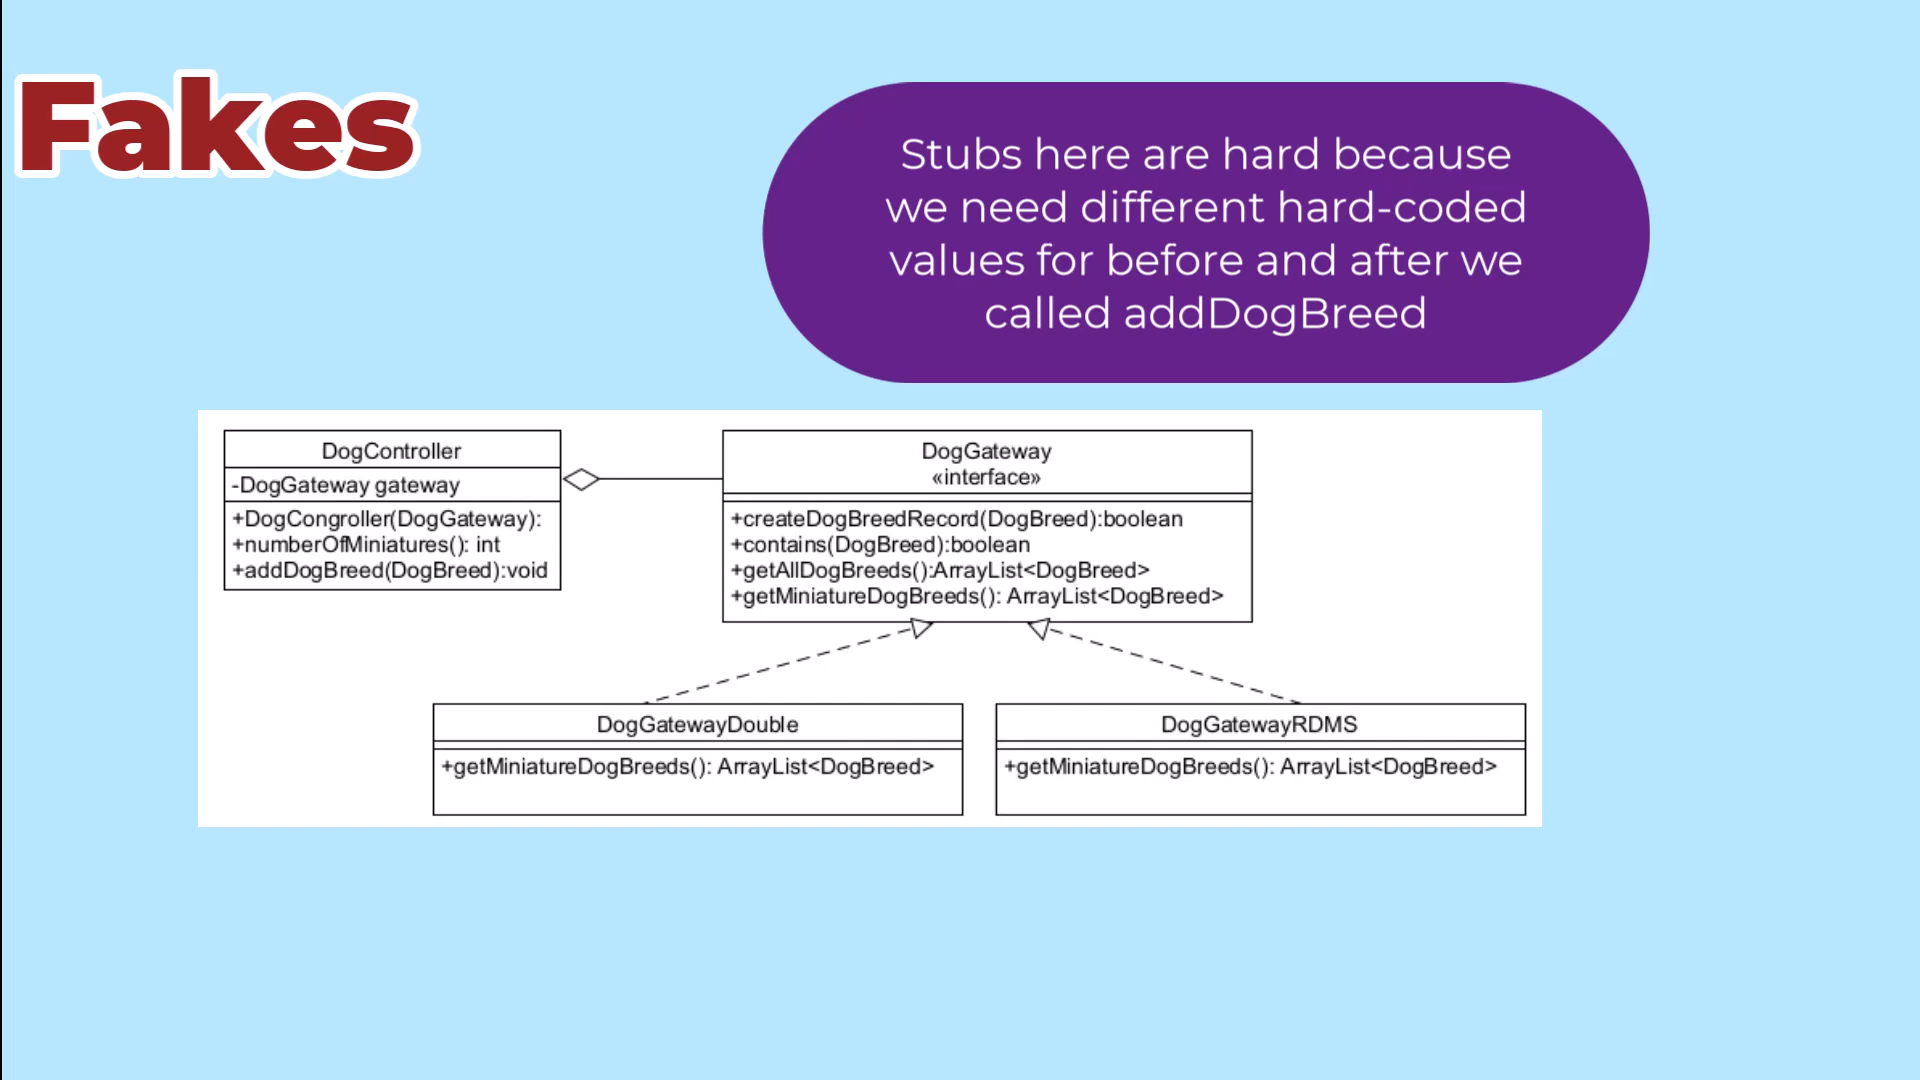 Fakes
Stubs here are hard because
we need different hard-coded
values for before and after we
called addDogBreed
DogController
-DogGateway gateway
+DogCongroller(DogGateway):
+numberOfMiniatures(): int
+addDogBreed(DogBreed):void
DogGateway
«interface»
+createDogBreedRecord(DogBreed):boolean
+contains(DogBreed):boolean
+getAllDogBreeds():ArrayList<DogBreed>
+getMiniatureDogBreeds(): ArrayList<DogBreed>
DogGatewayDouble
+getMiniatureDogBreeds(): ArrayList<DogBreed>
DogGatewayRDMS
+getMiniatureDogBreeds(): ArrayList<DogBreed>